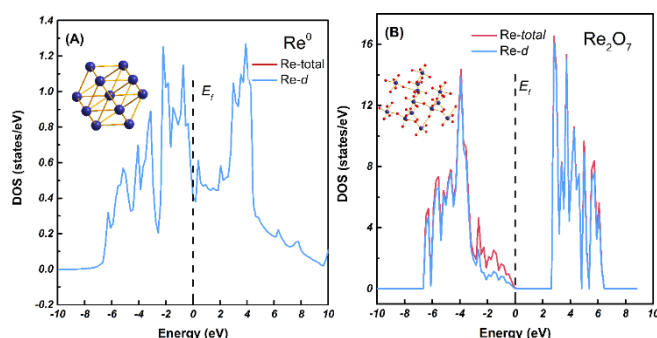 (A)
Re⁰
Re-total
Re-d
E_f
DOS (states/eV)
1.4
1.2
1.0
0.8
0.6
0.4
0.2
0.0
-0.2
-10 -8 -6 -4 -2 0 2 4 6 8 10
Energy (eV)
(B)
Re-total
Re-d
Re₂O₇
E_f
DOS (states/eV)
16
12
8
4
0
-10 -8 -6 -4 -2 0 2 4 6 8 10
Energy (eV)